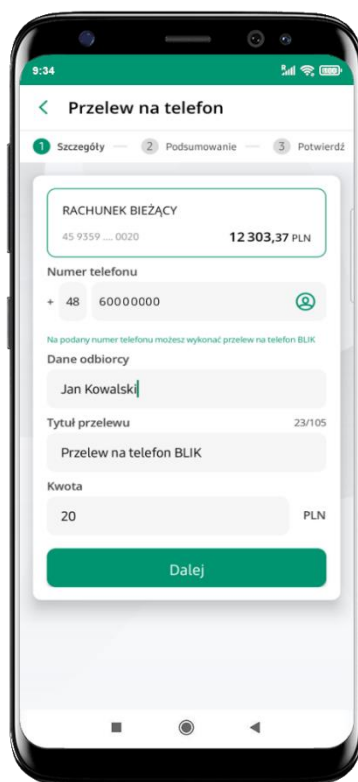 9:34
Przelew na telefon
1 Szczegóły 2 Podsumowanie 3 Potwierdź
RACHUNEK BIEŻĄCY
45 9359 .... 0020 12 303,37 PLN
Numer telefonu
+ 48 60000000
Na podany numer telefonu możesz wykonać przelew na telefon BLIK
Dane odbiorcy
Jan Kowalski
Tytuł przelewu 23/105
Przelew na telefon BLIK
Kwota
20 PLN
Dalej